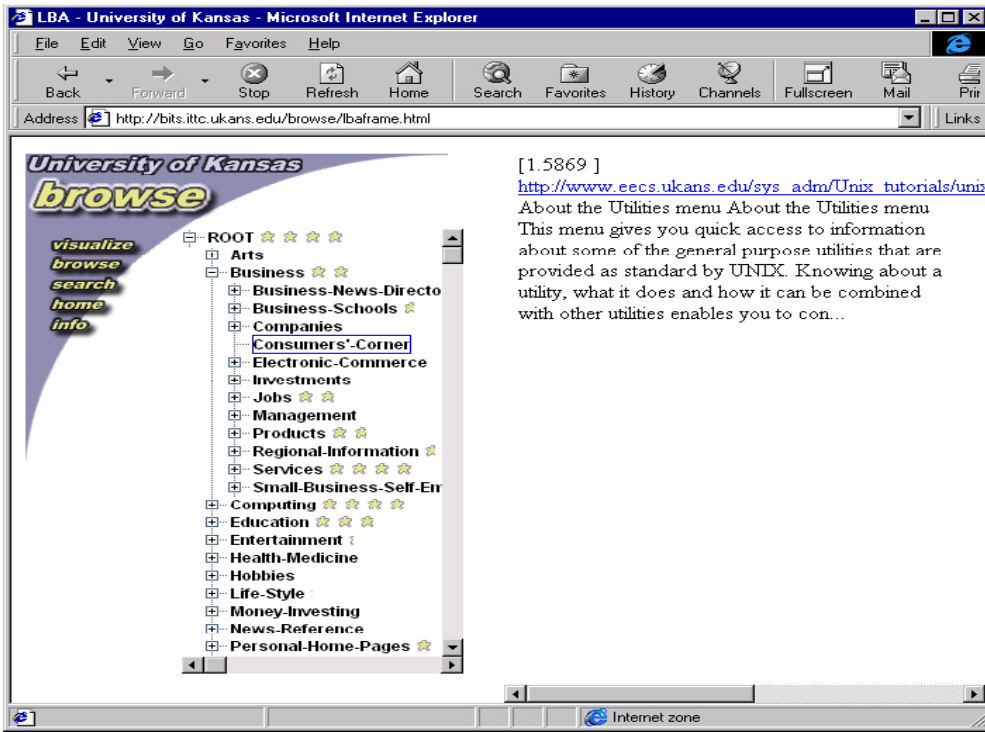 LBA - University of Kansas - Microsoft Internet Explorer
File Edit View Go Favorites Help
Back Forward Stop Refresh Home Search Favorites History Channels Fullscreen Mail Prin
Address http://bits.ittc.ukans.edu/browse/lbaframe.html Links
University of Kansas
browse
visualize
browse
search
home
info
ROOT
Arts
Business
Business-News-Directo
Business-Schools
Companies
Consumers'-Corner
Electronic-Commerce
Investments
Jobs
Management
Products
Regional-Information
Services
Small-Business-Self-Em
Computing
Education
Entertainment
Health-Medicine
Hobbies
Life-Style
Money-Investing
News-Reference
Personal-Home-Pages
[1.5869 ]
http://www.eecs.ukans.edu/sys_adm/Unix_tutorials/unix
About the Utilities menu About the Utilities menu
This menu gives you quick access to information
about some of the general purpose utilities that are
provided as standard by UNIX. Knowing about a
utility, what it does and how it can be combined
with other utilities enables you to con...
Internet zone